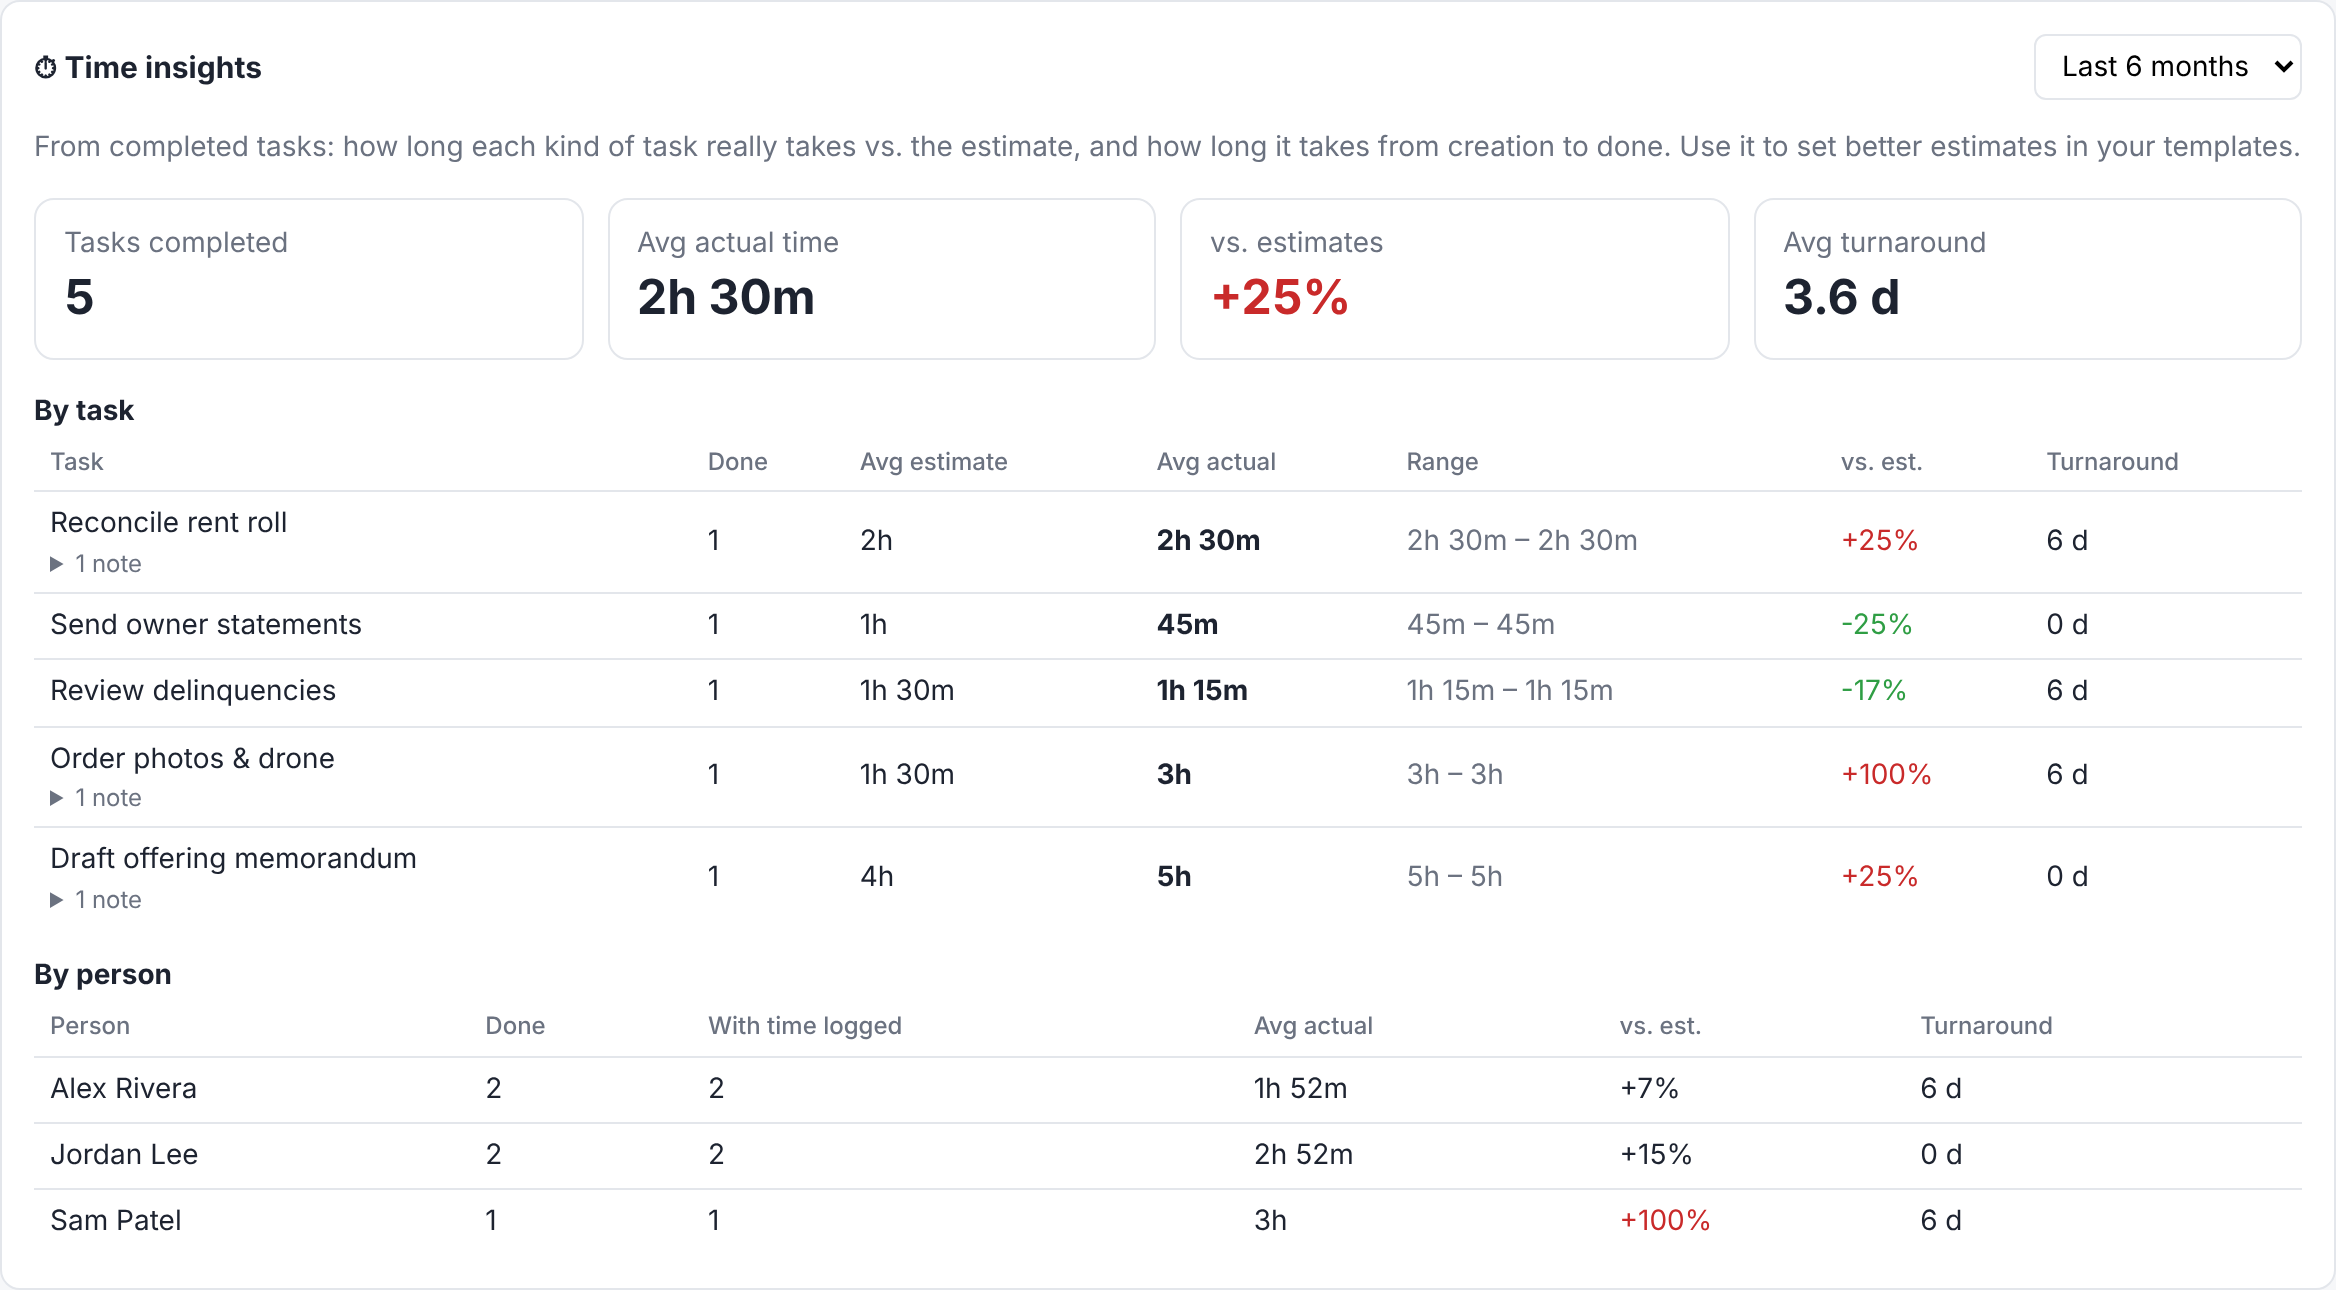 ⏱ Time insights
Last 6 months
From completed tasks: how long each kind of task really takes vs. the estimate, and how long it takes from creation to done. Use it to set better estimates in your templates.
Tasks completed
5
Avg actual time
2h 30m
vs. estimates
+25%
Avg turnaround
3.6 d
By task
Task Done Avg estimate Avg actual Range vs. est. Turnaround
Reconcile rent roll 1 2h 2h 30m 2h 30m – 2h 30m +25% 6 d
▶ 1 note
Send owner statements 1 1h 45m 45m – 45m -25% 0 d
Review delinquencies 1 1h 30m 1h 15m 1h 15m – 1h 15m -17% 6 d
Order photos & drone 1 1h 30m 3h 3h – 3h +100% 6 d
▶ 1 note
Draft offering memorandum 1 4h 5h 5h – 5h +25% 0 d
▶ 1 note
By person
Person Done With time logged Avg actual vs. est. Turnaround
Alex Rivera 2 2 1h 52m +7% 6 d
Jordan Lee 2 2 2h 52m +15% 0 d
Sam Patel 1 1 3h +100% 6 d